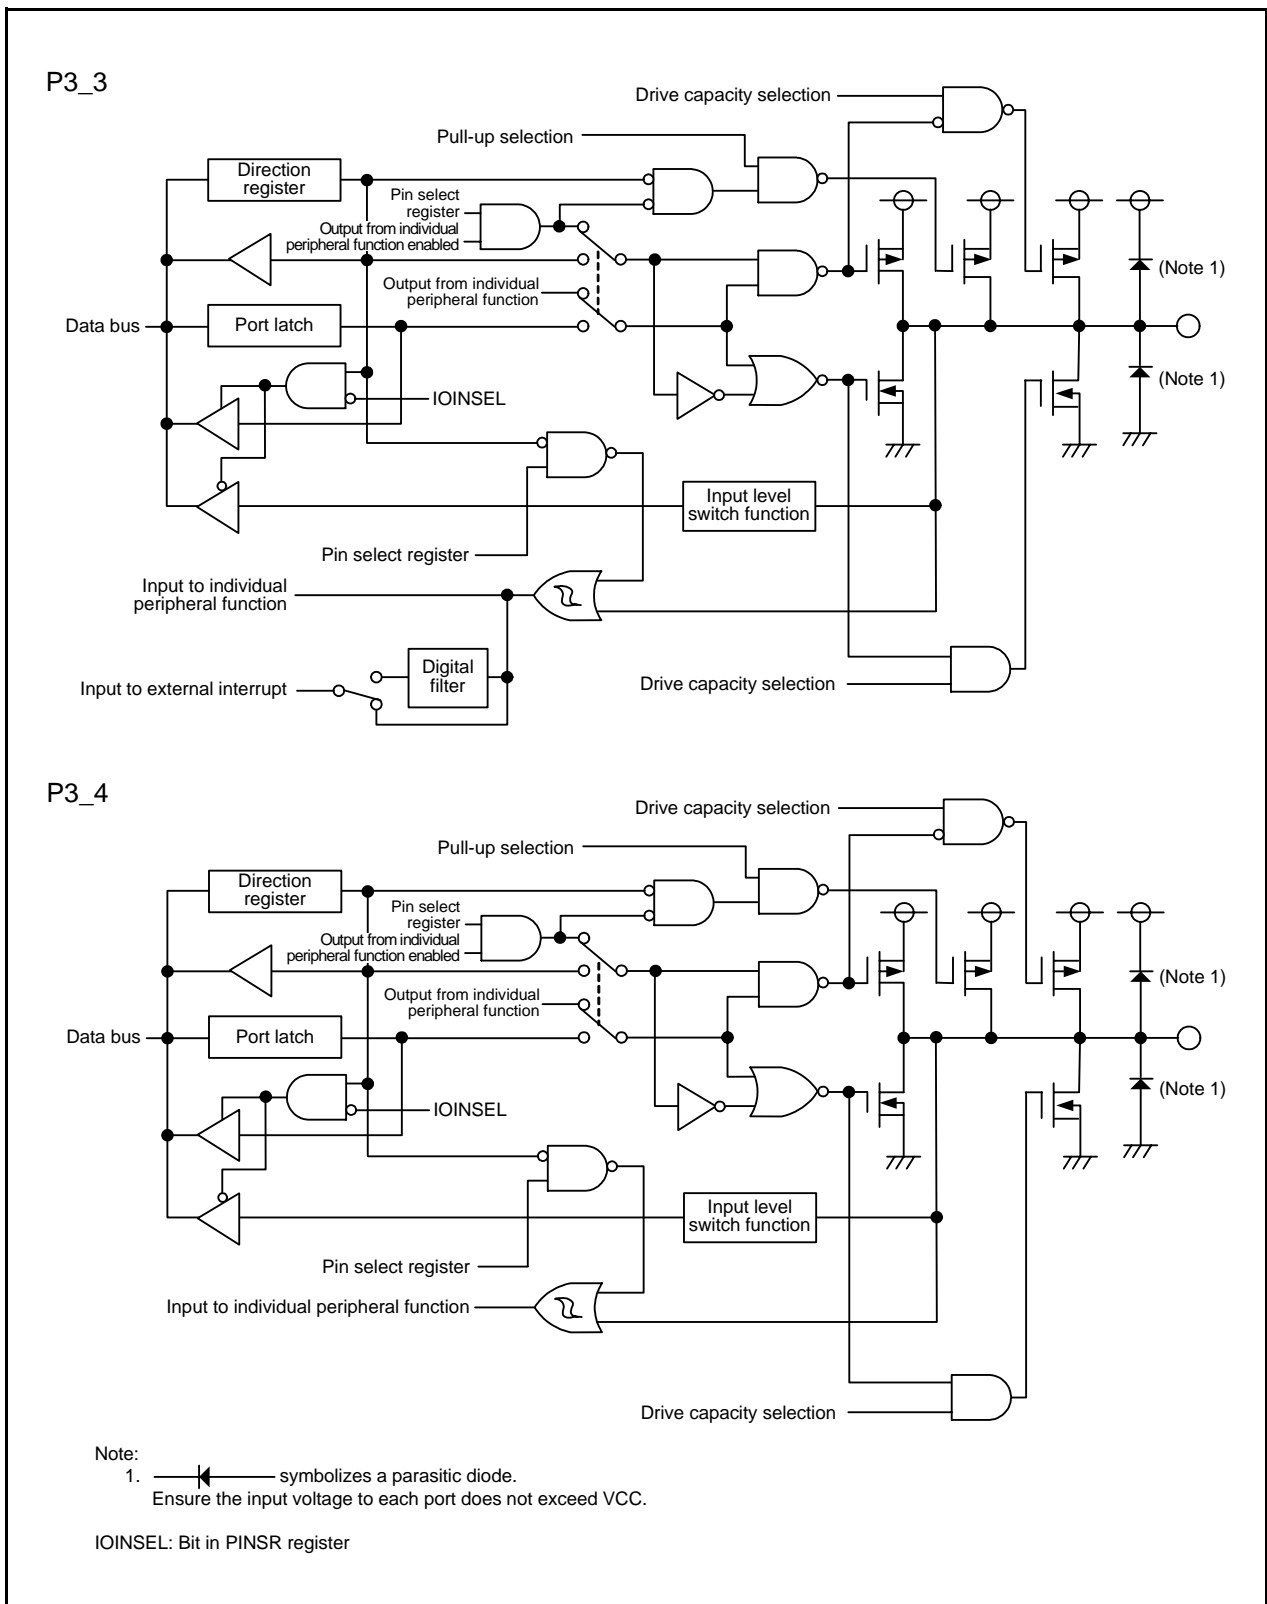 P3_3
Drive capacity selection
Pull-up selection
Direction
register
Pin select
register
Output from individual
peripheral function enabled
(Note 1)
Output from individual
peripheral function
Data bus
Port latch
(Note 1)
IOINSEL
Input level
switch function
Pin select register
Input to individual
peripheral function
Digital
filter
Input to external interrupt
Drive capacity selection
P3_4
Drive capacity selection
Pull-up selection
Direction
register
Pin select
register
Output from individual
peripheral function enabled
(Note 1)
Output from individual
peripheral function
Data bus
Port latch
(Note 1)
IOINSEL
Input level
switch function
Pin select register
Input to individual peripheral function
Drive capacity selection
Note:
1. symbolizes a parasitic diode.
Ensure the input voltage to each port does not exceed VCC.
IOINSEL: Bit in PINSR register